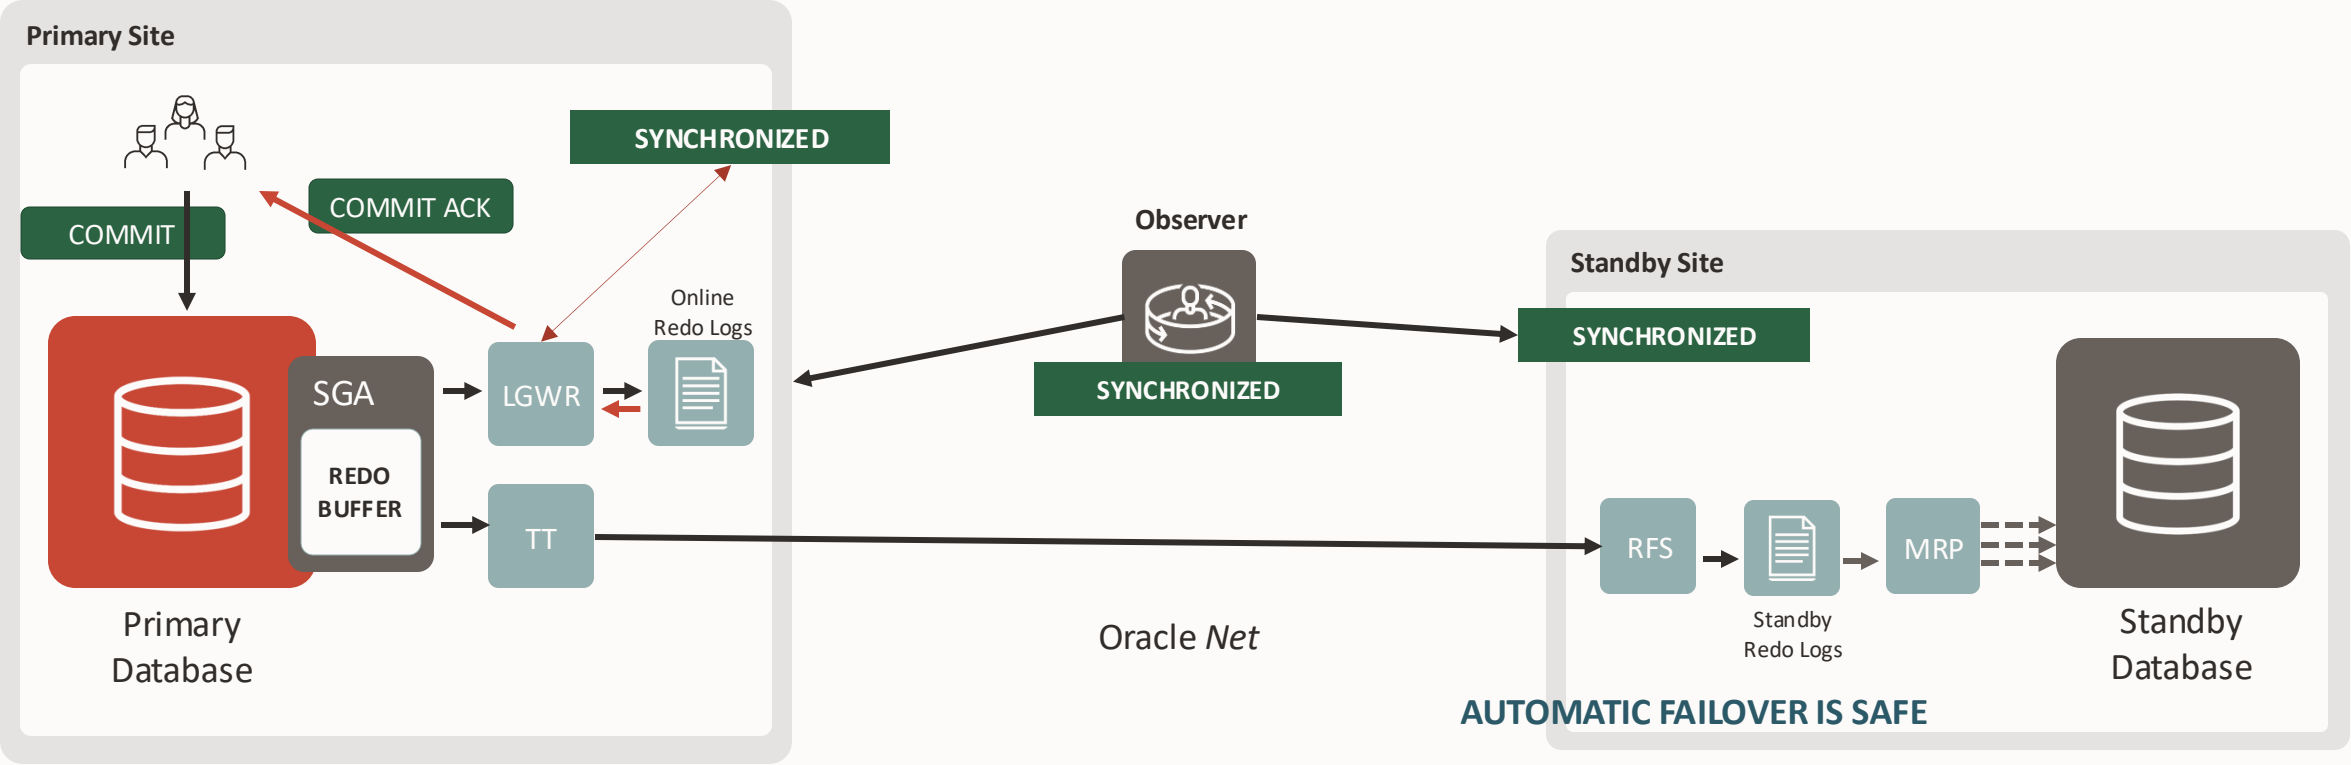 Primary Site
SYNCHRONIZED
COMMIT ACK
COMMIT
Online
Redo Logs
SGA
LGWR
REDO
BUFFER
TT
Primary
Database
Observer
SYNCHRONIZED
Oracle Net
Standby Site
SYNCHRONIZED
RFS
MRP
Standby
Redo Logs
Standby
Database
AUTOMATIC FAILOVER IS SAFE